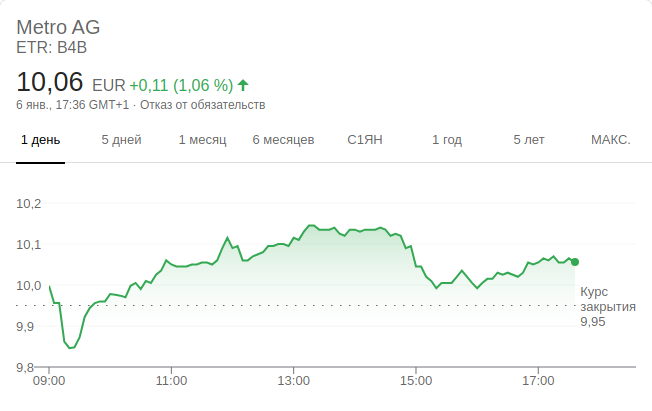 Metro AG
ETR: B4B
10,06 EUR +0,11 (1,06 %)
6 янв., 17:36 GMT+1 · Отказ от обязательств
1 день 5 дней 1 месяц 6 месяцев С1ЯН 1 год 5 лет МАКС.
10,2
10,1
10,0
Курс
закрытия
9,95
9,9
9,8
09:00 11:00 13:00 15:00 17:00